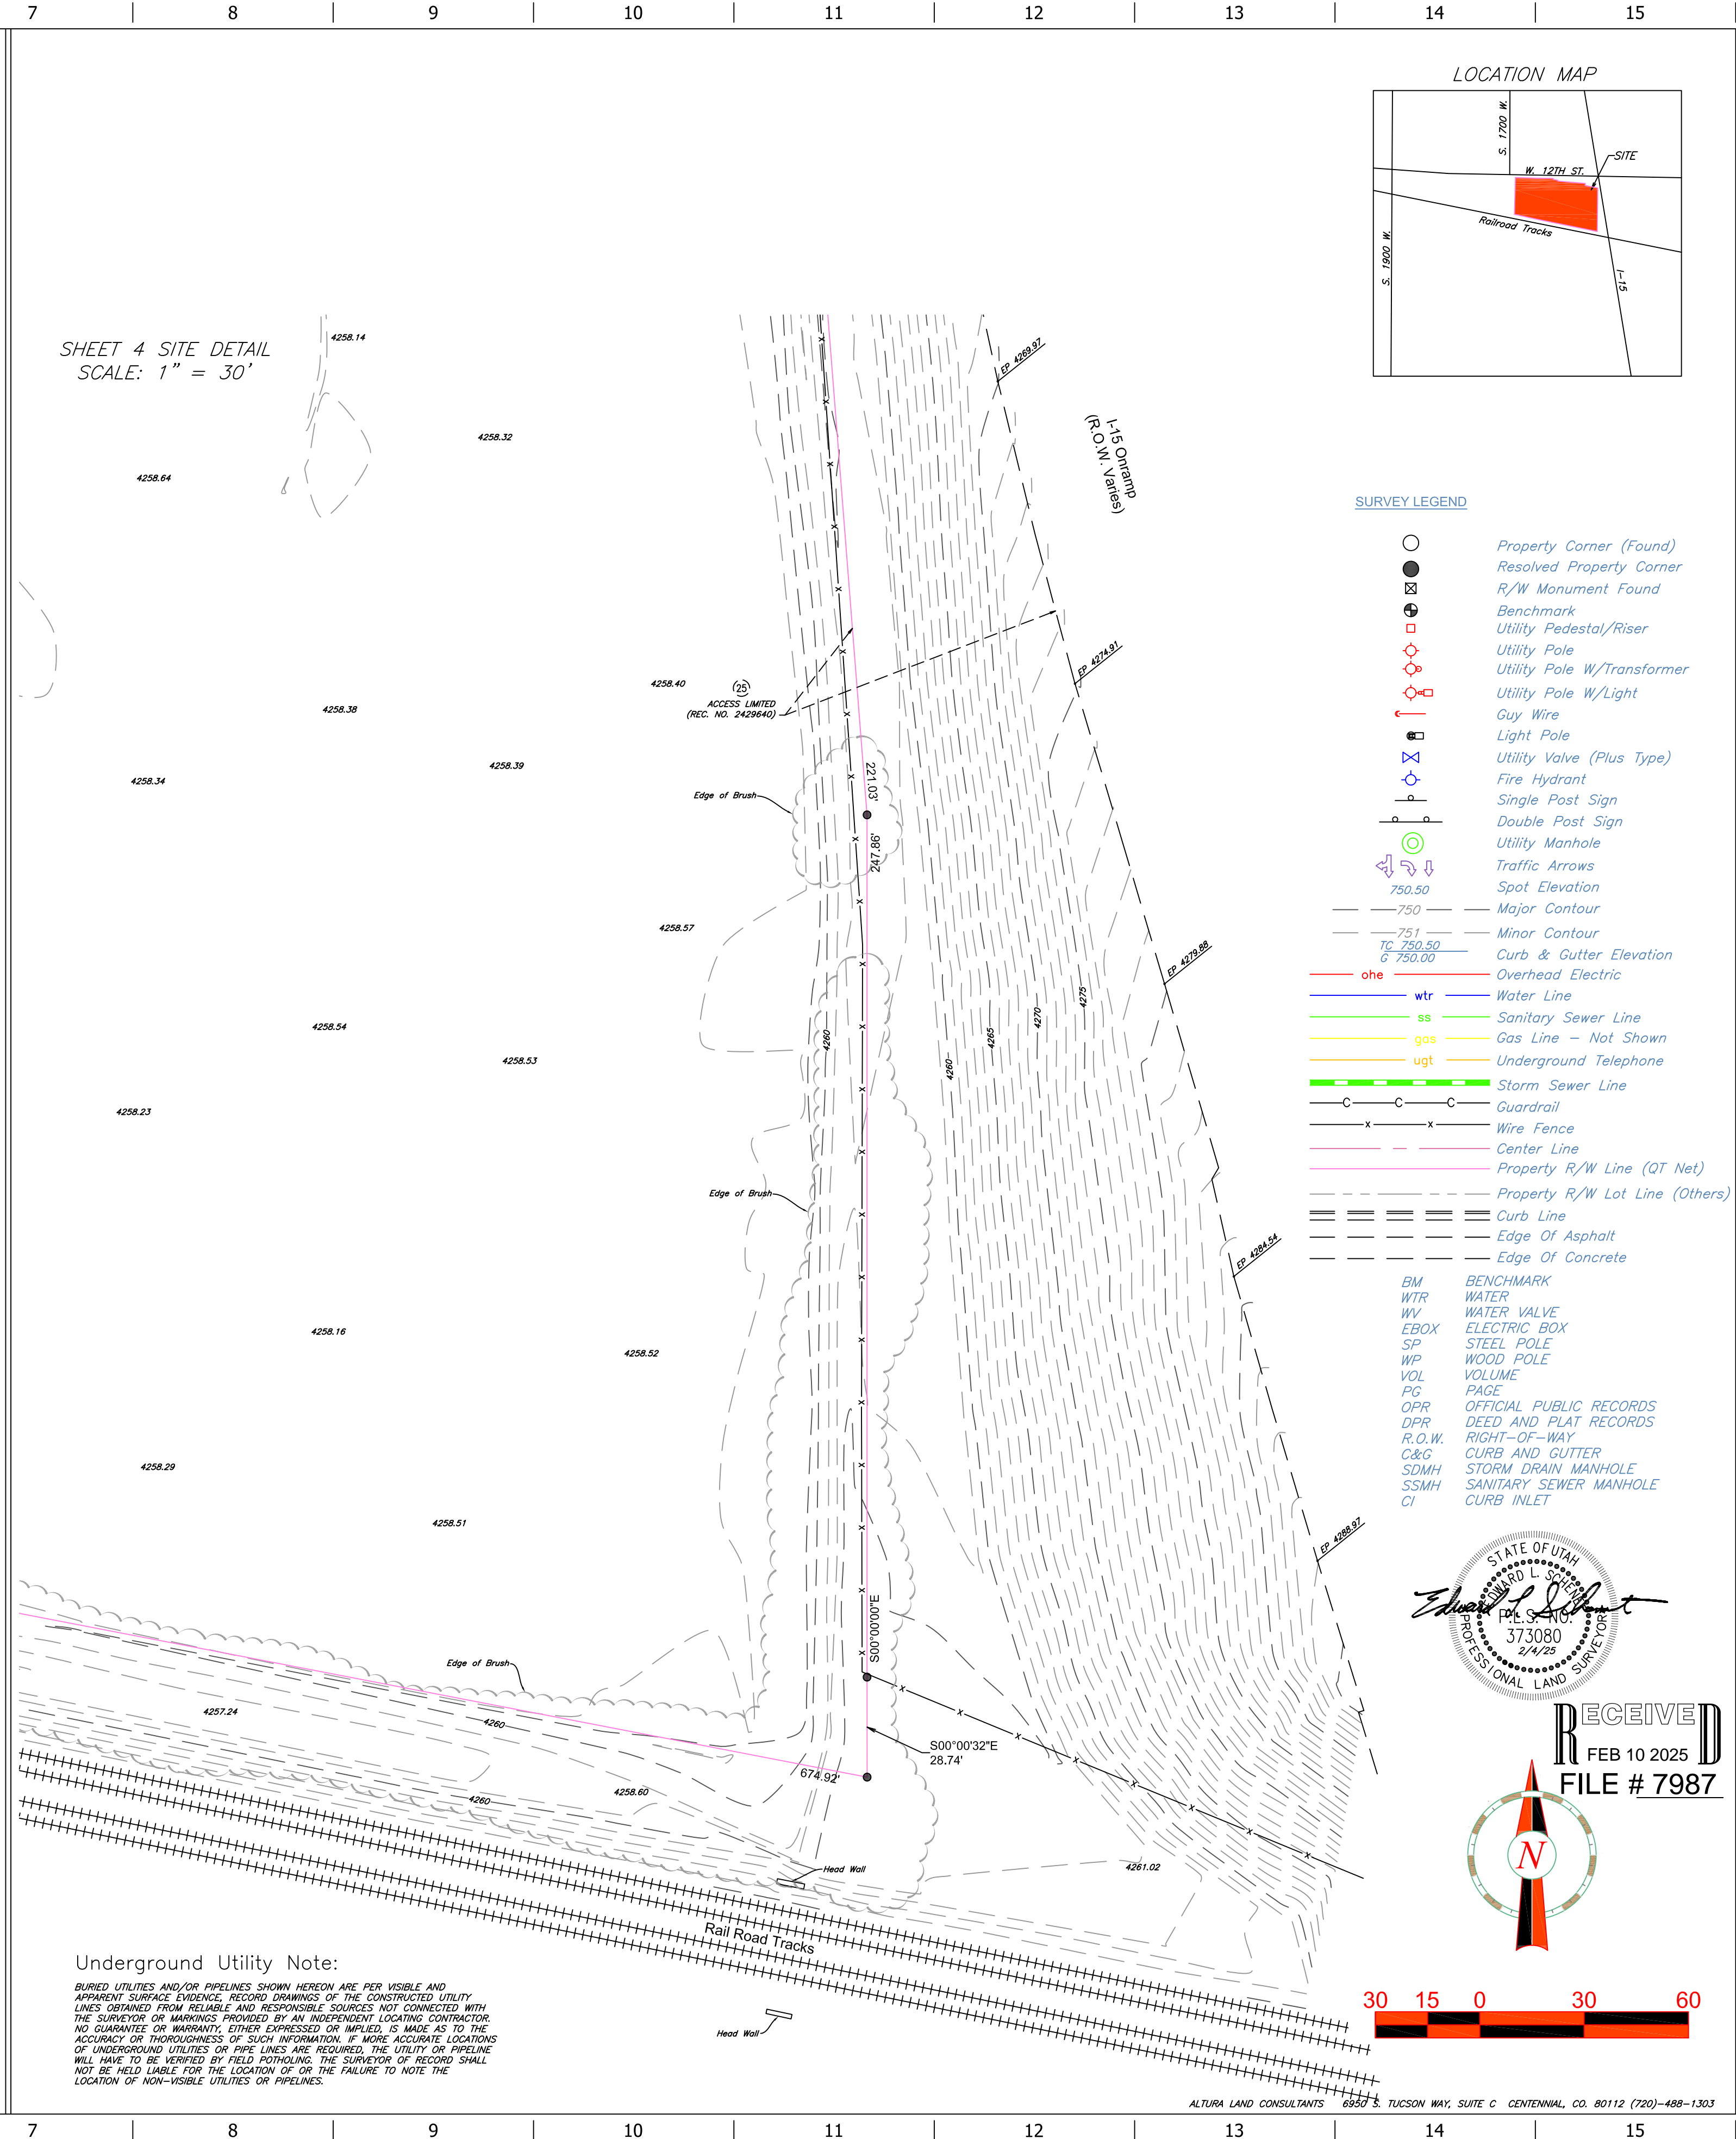 7 8 9 10 11 12 13 14 15
LOCATION MAP
S. 1700 W.
SITE
W. 12TH ST.
Railroad Tracks
S. 1900 W.
I-15
SHEET 4 SITE DETAIL
SCALE: 1" = 30'
4258.14
EP 4269.97
4258.32
I-15 Onramp
(R.O.W. Varies)
4258.64
4258.40
25
ACCESS LIMITED
(REC. NO. 2429640)
EP 4274.91
4258.38
4258.39
4258.34
221.03'
Edge of Brush
247.86'
4258.57
EP 4279.88
4258.54
4258.53
4260
4260
4265
4270
4275
4258.23
Edge of Brush
EP 4284.54
4258.16
4258.52
4258.29
4258.51
EP 4288.97
S00°00'00"E
Edge of Brush
4257.24
4260
S00°00'32"E
28.74'
674.92'
4258.60
4260
Head Wall
4261.02
Rail Road Tracks
Head Wall
SURVEY LEGEND
Property Corner (Found)
Resolved Property Corner
R/W Monument Found
Benchmark
Utility Pedestal/Riser
Utility Pole
Utility Pole W/Transformer
Utility Pole W/Light
Guy Wire
Light Pole
Utility Valve (Plus Type)
Fire Hydrant
Single Post Sign
Double Post Sign
Utility Manhole
Traffic Arrows
750.50 Spot Elevation
750 Major Contour
751 Minor Contour
TC 750.50
G 750.00 Curb & Gutter Elevation
ohe Overhead Electric
wtr Water Line
ss Sanitary Sewer Line
gas Gas Line - Not Shown
ugt Underground Telephone
Storm Sewer Line
C C C Guardrail
x x Wire Fence
Center Line
Property R/W Line (QT Net)
Property R/W Lot Line (Others)
Curb Line
Edge Of Asphalt
Edge Of Concrete
BM BENCHMARK
WTR WATER
WV WATER VALVE
EBOX ELECTRIC BOX
SP STEEL POLE
WP WOOD POLE
VOL VOLUME
PG PAGE
OPR OFFICIAL PUBLIC RECORDS
DPR DEED AND PLAT RECORDS
R.O.W. RIGHT-OF-WAY
C&G CURB AND GUTTER
SDMH STORM DRAIN MANHOLE
SSMH SANITARY SEWER MANHOLE
CI CURB INLET
STATE OF UTAH
P.L.S. NO.
373080
2/4/25
PROFESSIONAL LAND SURVEYOR
RECEIVED
FEB 10 2025
FILE # 7987
N
30 15 0 30 60
Underground Utility Note:
BURIED UTILITIES AND/OR PIPELINES SHOWN HEREON ARE PER VISIBLE AND
APPARENT SURFACE EVIDENCE, RECORD DRAWINGS OF THE CONSTRUCTED UTILITY
LINES OBTAINED FROM RELIABLE AND RESPONSIBLE SOURCES NOT CONNECTED WITH
THE SURVEYOR OR MARKINGS PROVIDED BY AN INDEPENDENT LOCATING CONTRACTOR.
NO GUARANTEE OR WARRANTY, EITHER EXPRESSED OR IMPLIED, IS MADE AS TO THE
ACCURACY OR THOROUGHNESS OF SUCH INFORMATION. IF MORE ACCURATE LOCATIONS
OF UNDERGROUND UTILITIES OR PIPE LINES ARE REQUIRED, THE UTILITY OR PIPELINE
WILL HAVE TO BE VERIFIED BY FIELD POTHOLING. THE SURVEYOR OF RECORD SHALL
NOT BE HELD LIABLE FOR THE LOCATION OF OR THE FAILURE TO NOTE THE
LOCATION OF NON-VISIBLE UTILITIES OR PIPELINES.
ALTURA LAND CONSULTANTS 6950 S. TUCSON WAY, SUITE C CENTENNIAL, CO. 80112 (720)-488-1303
7 8 9 10 11 12 13 14 15